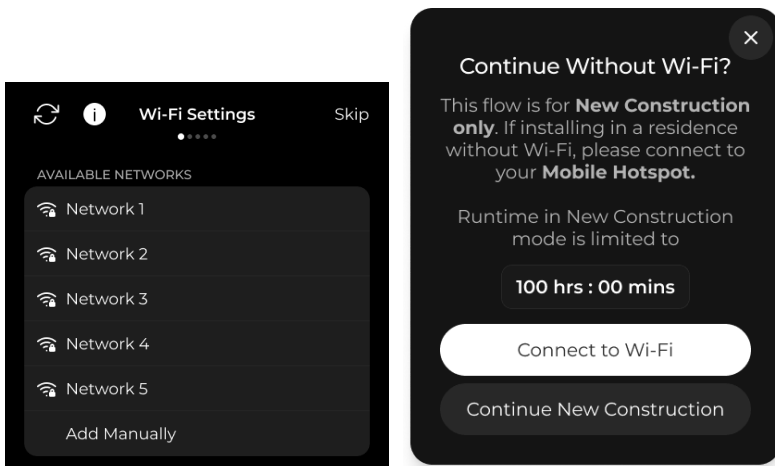 Wi-Fi Settings
Skip
AVAILABLE NETWORKS
Network 1
Network 2
Network 3
Network 4
Network 5
Add Manually
Continue Without Wi-Fi?
This flow is for New Construction
only. If installing in a residence
without Wi-Fi, please connect to
your Mobile Hotspot.
Runtime in New Construction
mode is limited to
100 hrs : 00 mins
Connect to Wi-Fi
Continue New Construction